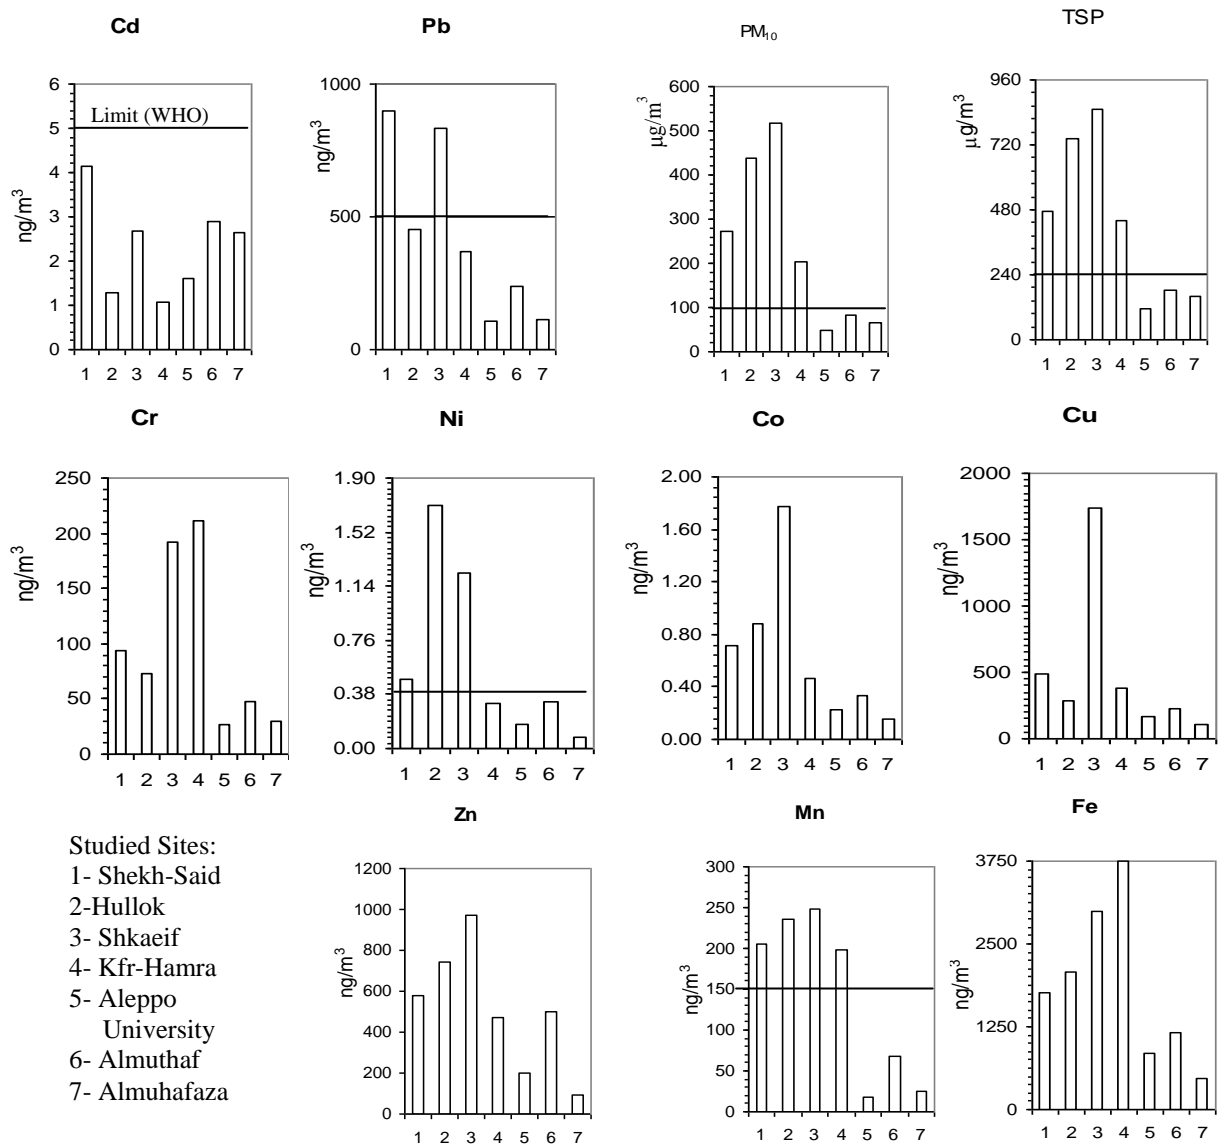 Cd
Pb
PM₁₀
TSP
6
5
4
3
2
1
0
ng/m³
Limit (WHO)
1 2 3 4 5 6 7
1000
500
0
ng/m³
1 2 3 4 5 6 7
600
500
400
300
200
100
0
µg/m³
1 2 3 4 5 6 7
960
720
480
240
0
µg/m³
1 2 3 4 5 6 7
Cr
Ni
Co
Cu
250
200
150
100
50
0
ng/m³
1 2 3 4 5 6 7
1.90
1.52
1.14
0.76
0.38
0.00
ng/m³
1 2 3 4 5 6 7
2.00
1.60
1.20
0.80
0.40
0.00
ng/m³
1 2 3 4 5 6 7
2000
1500
1000
500
0
ng/m³
1 2 3 4 5 6 7
Studied Sites:
1- Shekh-Said
2-Hullok
3- Shkaeif
4- Kfr-Hamra
5- Aleppo
University
6- Almuthaf
7- Almuhafaza
Zn
Mn
Fe
1200
1000
800
600
400
200
0
ng/m³
1 2 3 4 5 6 7
300
250
200
150
100
50
0
ng/m³
1 2 3 4 5 6 7
3750
2500
1250
0
ng/m³
1 2 3 4 5 6 7